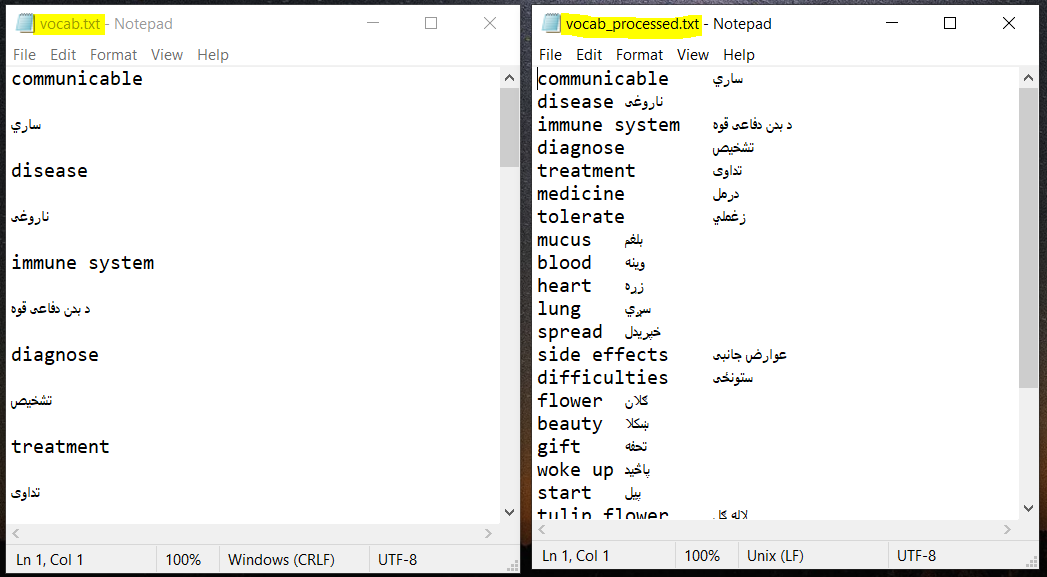 vocab.txt - Notepad
File Edit Format View Help
communicable
ساري
disease
ناروغی
immune system
د بدن دفاعی قوه
diagnose
تشخیص
treatment
تداوی
Ln 1, Col 1 100% Windows (CRLF) UTF-8
vocab_processed.txt - Notepad
File Edit Format View Help
communicable ساري
disease ناروغی
immune system د بدن دفاعی قوه
diagnose تشخیص
treatment تداوی
medicine درمل
tolerate زغملي
mucus بلغم
blood وینه
heart زړه
lung سږي
spread خپریدل
side effects عوارض جانبی
difficulties ستونځی
flower ګلان
beauty ښکلا
gift تحفه
woke up پاڅید
start پیل
tulip flower لاله ګل
Ln 1, Col 1 100% Unix (LF) UTF-8